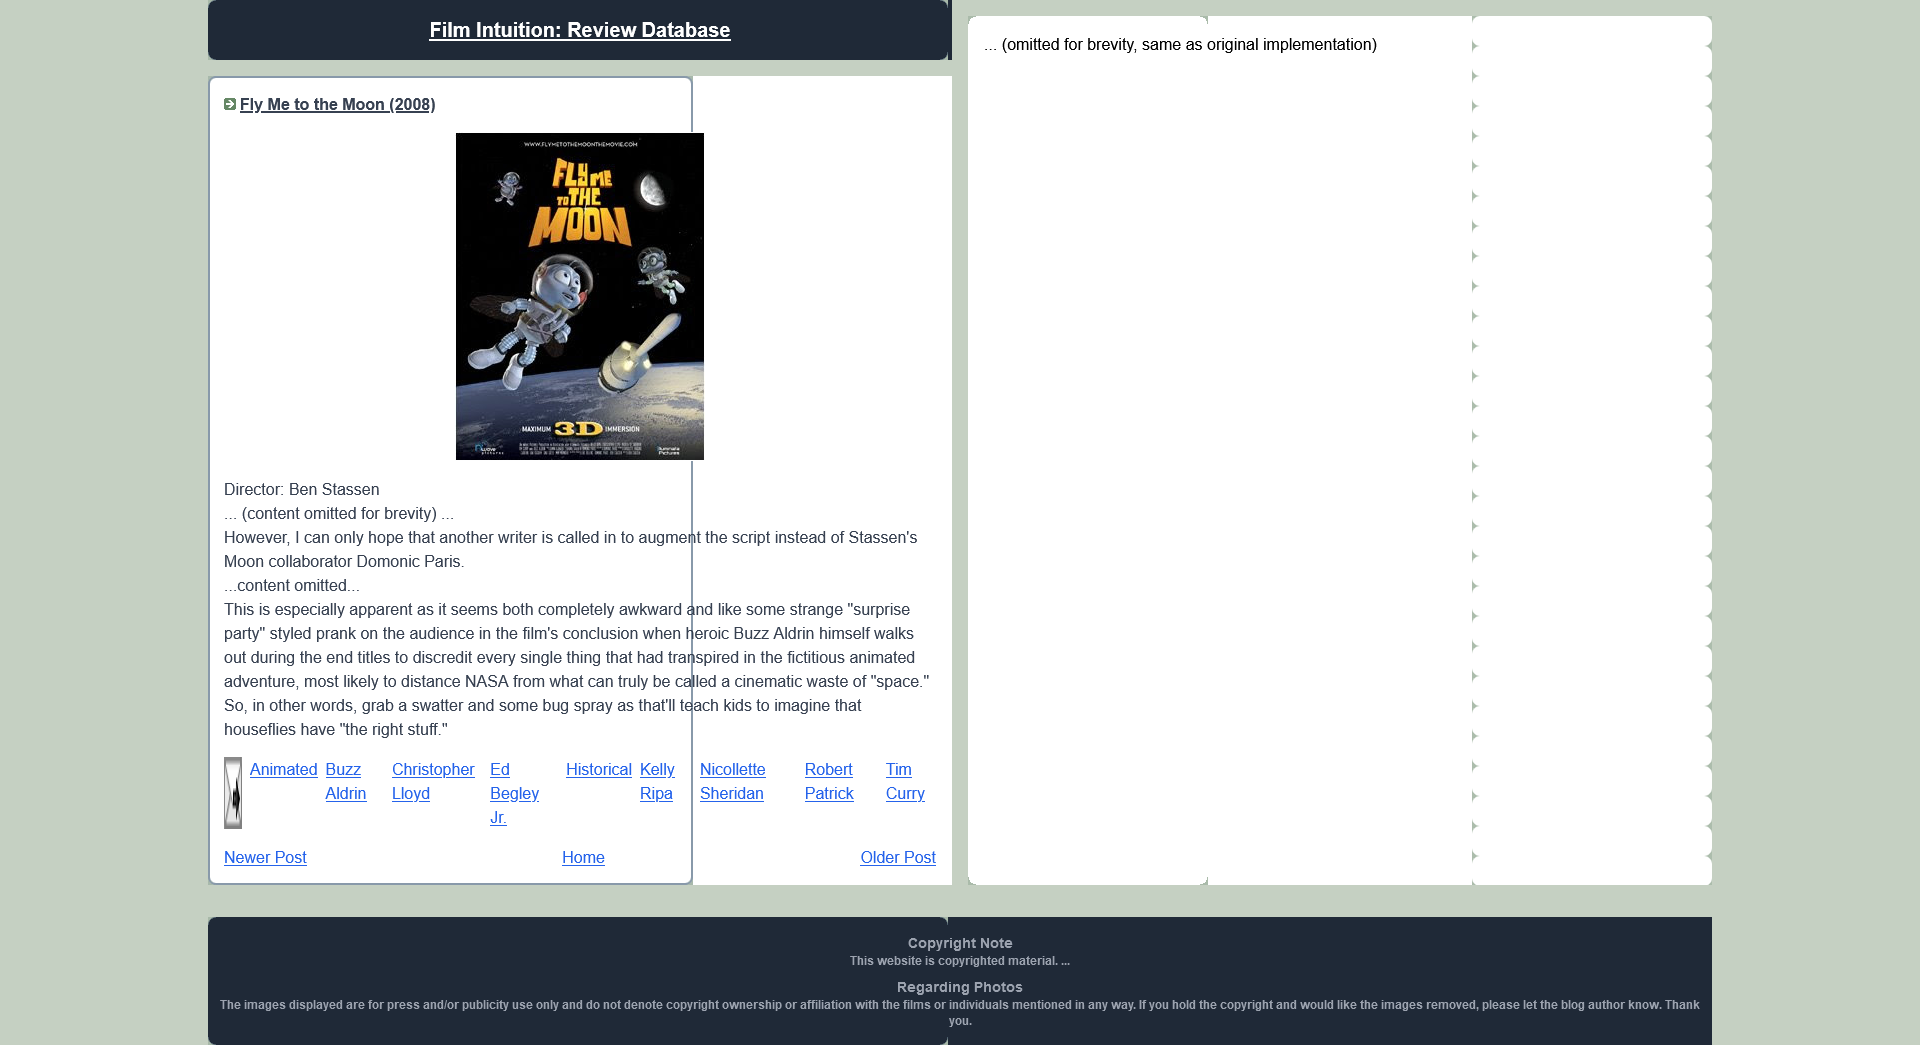 Film Intuition: Review Database
... (omitted for brevity, same as original implementation)
Fly Me to the Moon (2008)
WWW.FLYMETOTHEMOONTHEMOVIE.COM
FLY ME
TO THE
MOON
MAXIMUM 3D IMMERSION
Director: Ben Stassen
... (content omitted for brevity) ...
However, I can only hope that another writer is called in to augment the script instead of Stassen's
Moon collaborator Domonic Paris.
...content omitted...
This is especially apparent as it seems both completely awkward and like some strange "surprise
party" styled prank on the audience in the film's conclusion when heroic Buzz Aldrin himself walks
out during the end titles to discredit every single thing that had transpired in the fictitious animated
adventure, most likely to distance NASA from what can truly be called a cinematic waste of "space."
So, in other words, grab a swatter and some bug spray as that'll teach kids to imagine that
houseflies have "the right stuff."
Animated Buzz Christopher Ed Historical Kelly Nicollette Robert Tim
Aldrin Lloyd Begley Ripa Sheridan Patrick Curry
Jr.
Newer Post Home Older Post
Copyright Note
This website is copyrighted material. ...
Regarding Photos
The images displayed are for press and/or publicity use only and do not denote copyright ownership or affiliation with the films or individuals mentioned in any way. If you hold the copyright and would like the images removed, please let the blog author know. Thank
you.